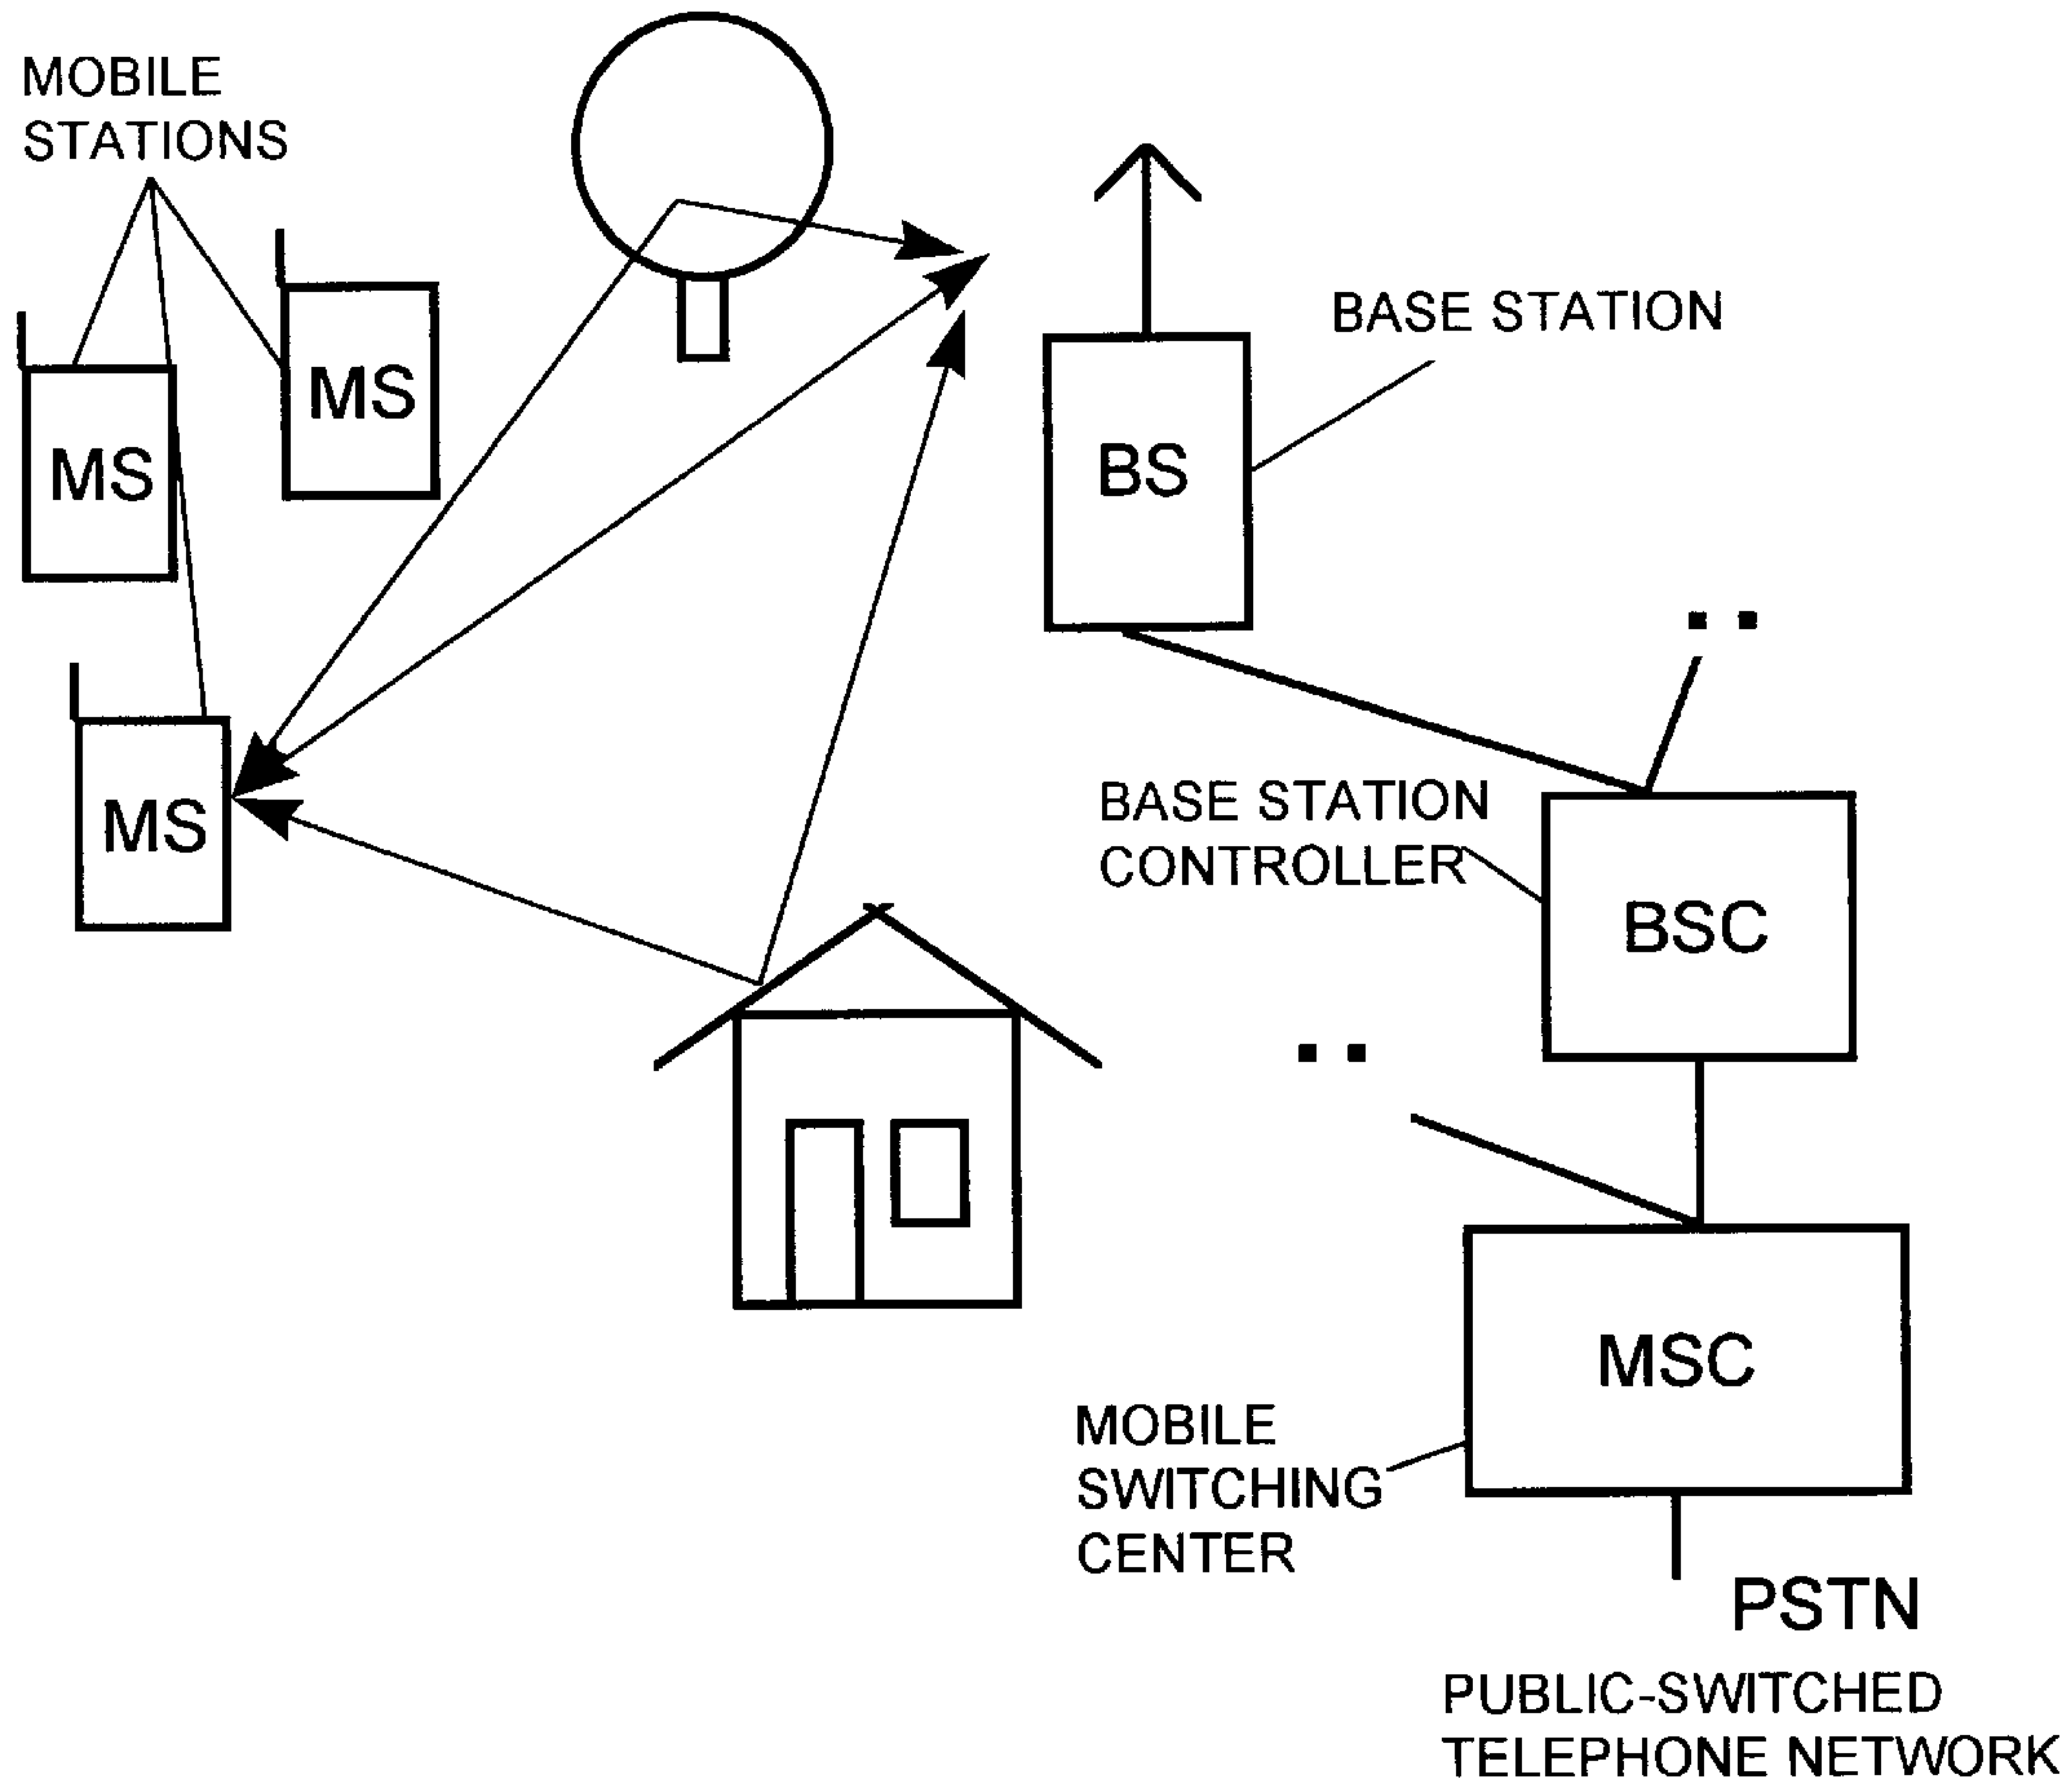 MOBILE
STATIONS
MS
MS
MS
BASE STATION
BS
BASE STATION
CONTROLLER
BSC
MSC
MOBILE
SWITCHING
CENTER
PSTN
PUBLIC-SWITCHED
TELEPHONE NETWORK